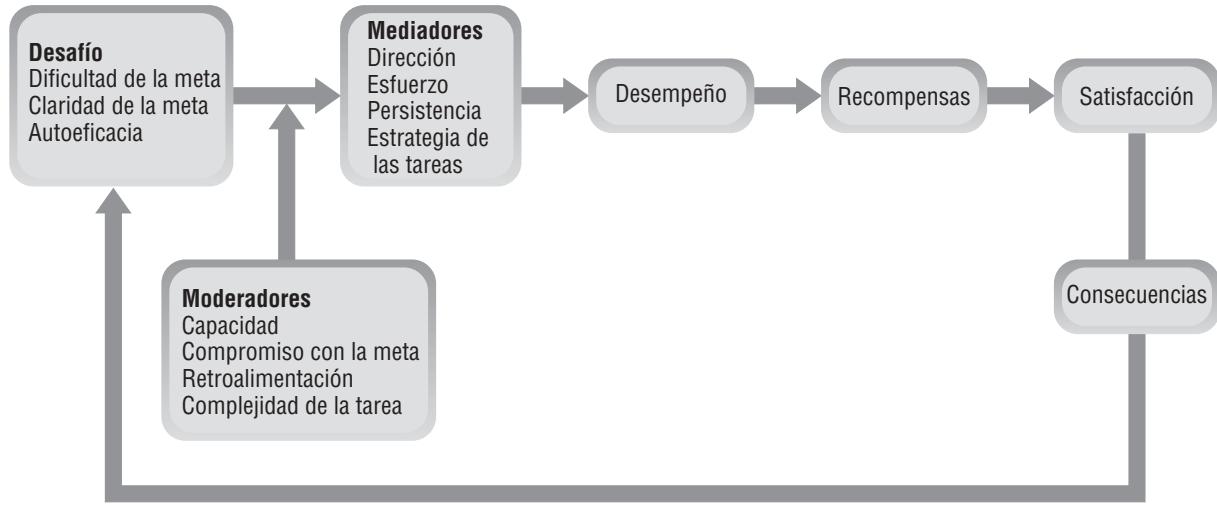 Desafío
Dificultad de la meta
Claridad de la meta
Autoeficacia
Mediadores
Dirección
Esfuerzo
Persistencia
Estrategia de
las tareas
Desempeño
Recompensas
Satisfacción
Moderadores
Capacidad
Compromiso con la meta
Retroalimentación
Complejidad de la tarea
Consecuencias